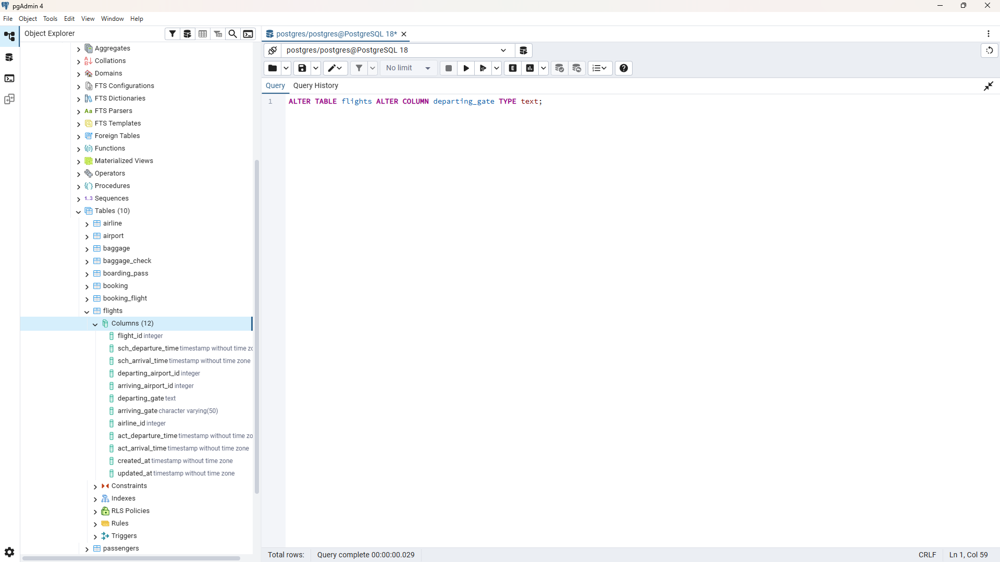 pgAdmin 4
File Object Tools Edit View Window Help
Object Explorer
postgres/postgres@PostgreSQL 18*
postgres/postgres@PostgreSQL 18
No limit
Query Query History
1 ALTER TABLE flights ALTER COLUMN departing_gate TYPE text;
Aggregates
Collations
Domains
FTS Configurations
FTS Dictionaries
Aa FTS Parsers
FTS Templates
Foreign Tables
Functions
Materialized Views
Operators
Procedures
1..3 Sequences
Tables (10)
airline
airport
baggage
baggage_check
boarding_pass
booking
booking_flight
flights
Columns (12)
flight_id integer
sch_departure_time timestamp without time zo
sch_arrival_time timestamp without time zone
departing_airport_id integer
arriving_airport_id integer
departing_gate text
arriving_gate character varying(50)
airline_id integer
act_departure_time timestamp without time zo
act_arrival_time timestamp without time zone
created_at timestamp without time zone
updated_at timestamp without time zone
Constraints
Indexes
RLS Policies
Rules
Triggers
passengers
Total rows: Query complete 00:00:00.029 CRLF Ln 1, Col 59